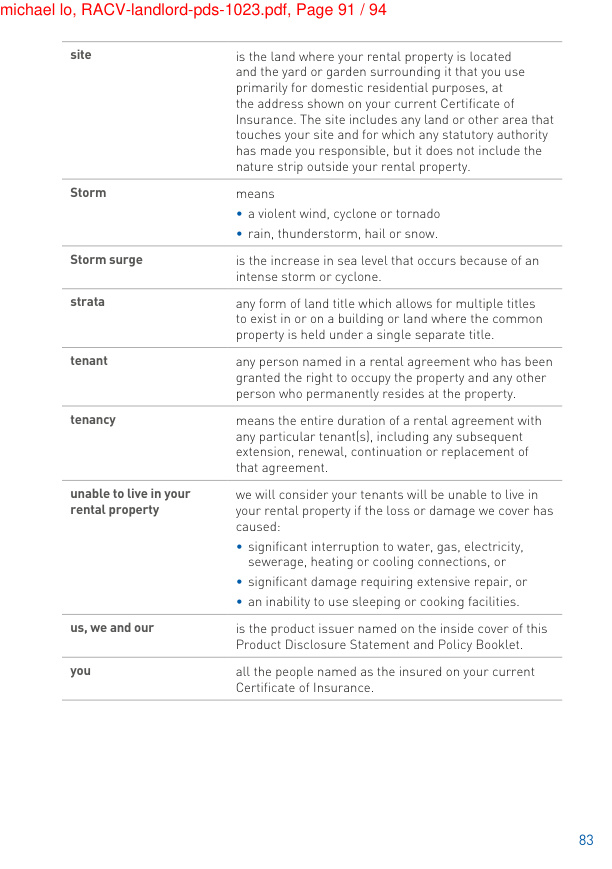 michael lo, RACV-landlord-pds-1023.pdf, Page 91 / 94
site
is the land where your rental property is located
and the yard or garden surrounding it that you use
primarily for domestic residential purposes, at
the address shown on your current Certificate of
Insurance. The site includes any land or other area that
touches your site and for which any statutory authority
has made you responsible, but it does not include the
nature strip outside your rental property.
Storm
means
• a violent wind, cyclone or tornado
• rain, thunderstorm, hail or snow.
Storm surge
is the increase in sea level that occurs because of an
intense storm or cyclone.
strata
any form of land title which allows for multiple titles
to exist in or on a building or land where the common
property is held under a single separate title.
tenant
any person named in a rental agreement who has been
granted the right to occupy the property and any other
person who permanently resides at the property.
tenancy
means the entire duration of a rental agreement with
any particular tenant(s), including any subsequent
extension, renewal, continuation or replacement of
that agreement.
unable to live in your
rental property
we will consider your tenants will be unable to live in
your rental property if the loss or damage we cover has
caused:
• significant interruption to water, gas, electricity,
sewerage, heating or cooling connections, or
• significant damage requiring extensive repair, or
• an inability to use sleeping or cooking facilities.
us, we and our
is the product issuer named on the inside cover of this
Product Disclosure Statement and Policy Booklet.
you
all the people named as the insured on your current
Certificate of Insurance.
83